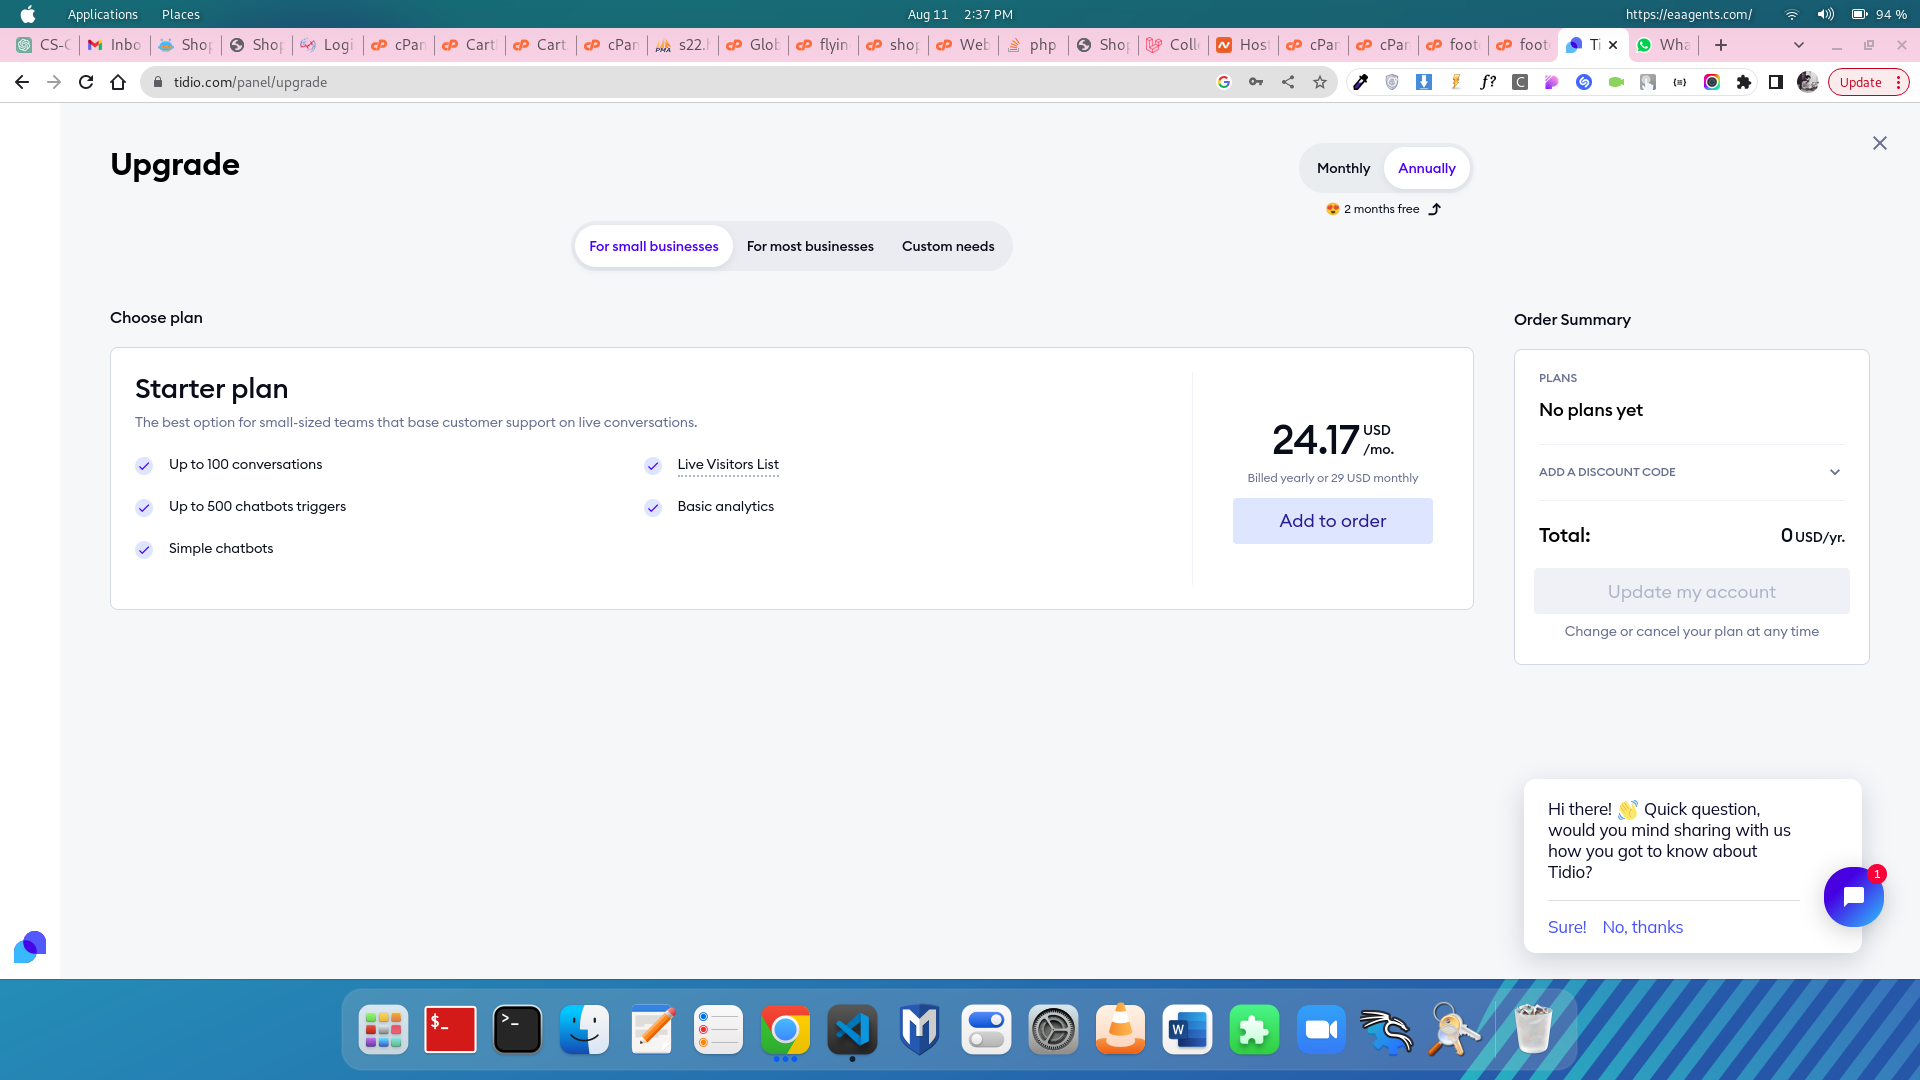 Applications Places Aug 11 2:37 PM https://eaagents.com/ 94 %
CS-C Inbo Shop Shop Logi cPan Cart Cart cPan s22. Glob flyin shop Web php Shop Coll Host cPan cPan foot foot Ti Wha
tidio.com/panel/upgrade Update
Upgrade
Monthly Annually
😍 2 months free
For small businesses For most businesses Custom needs
Choose plan
Starter plan
The best option for small-sized teams that base customer support on live conversations.
Up to 100 conversations
Live Visitors List
Up to 500 chatbots triggers
Basic analytics
Simple chatbots
24.17 USD /mo.
Billed yearly or 29 USD monthly
Add to order
Order Summary
PLANS
No plans yet
ADD A DISCOUNT CODE
Total: 0 USD/yr.
Update my account
Change or cancel your plan at any time
Hi there! 👋 Quick question,
would you mind sharing with us
how you got to know about
Tidio?
1
Sure! No, thanks
$_ >_ W